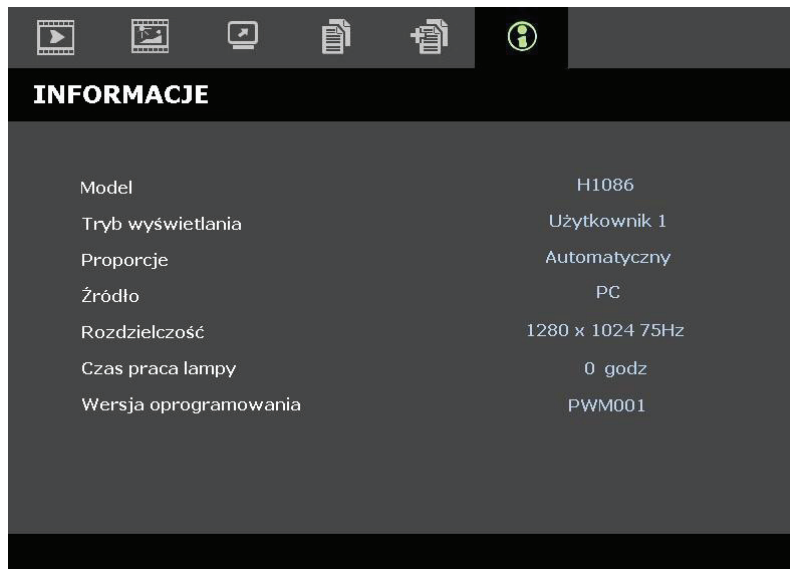 INFORMACJE
Model H1086
Tryb wyświetlania Użytkownik 1
Proporcje Automatyczny
Źródło PC
Rozdzielczość 1280 x 1024 75Hz
Czas praca lampy 0 godz
Wersja oprogramowania PWM001